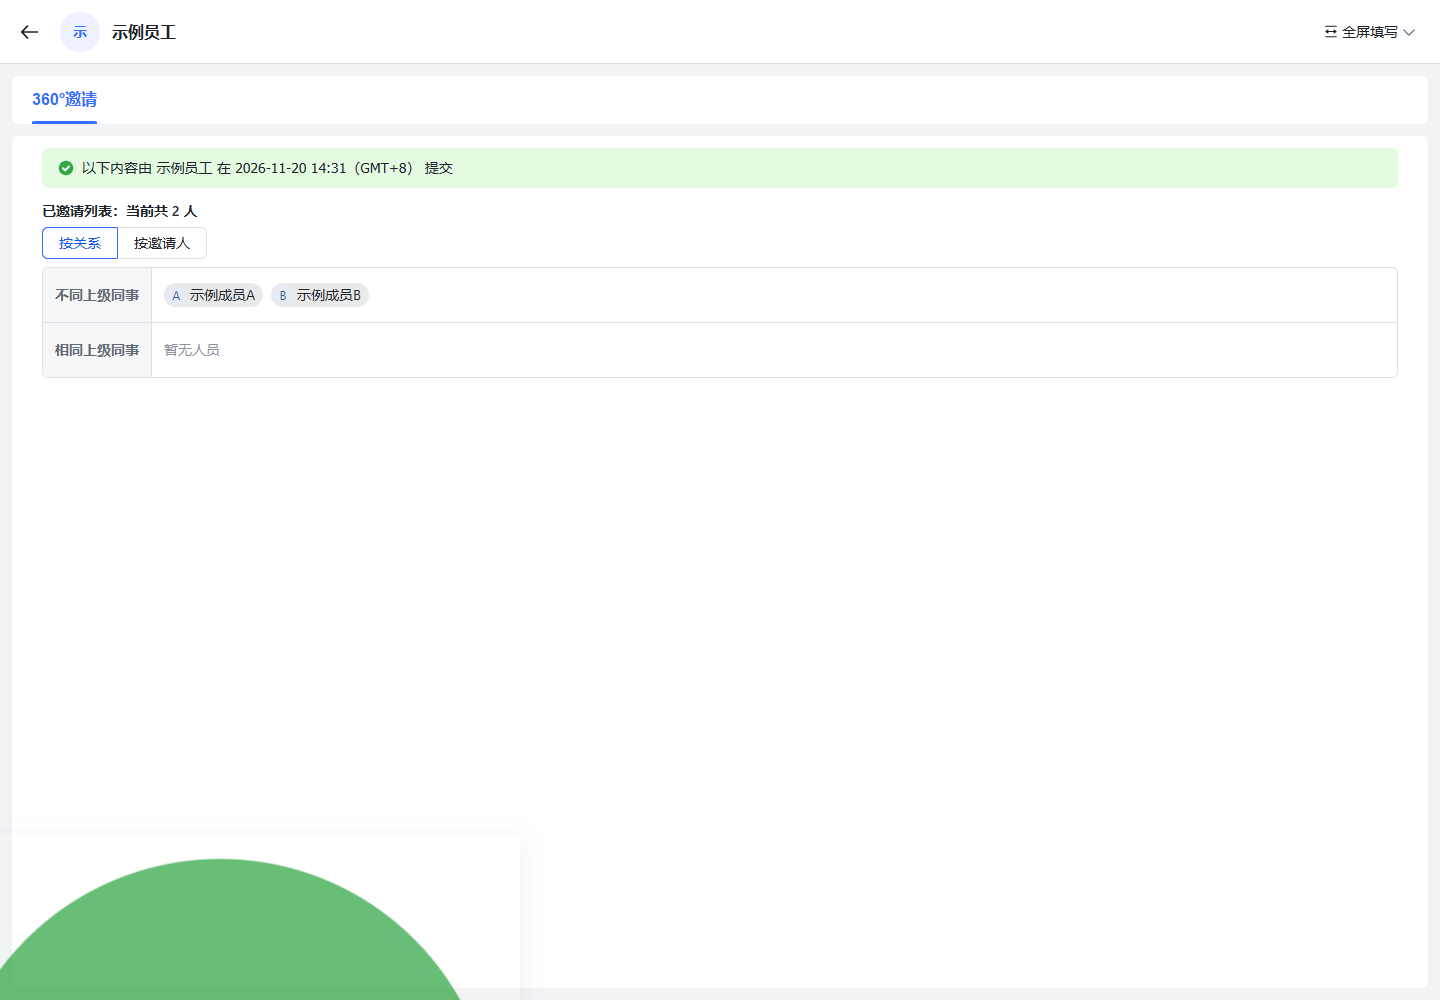 示 示例员工 全屏填写
360°邀请
以下内容由 示例员工 在 2026-11-20 14:31（GMT+8） 提交
已邀请列表：当前共 2 人
按关系 按邀请人
不同上级同事 A 示例成员A B 示例成员B
相同上级同事 暂无人员